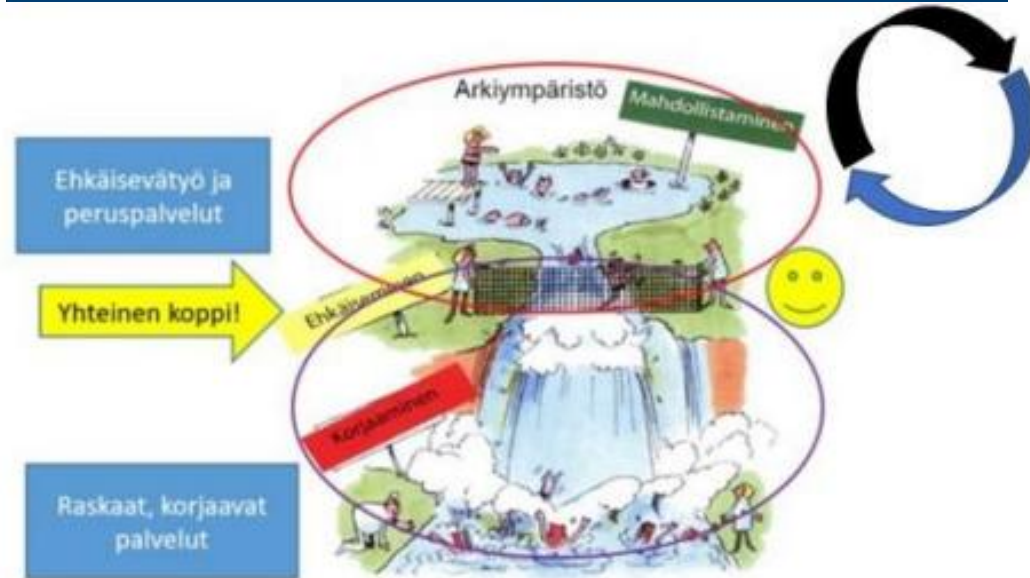 Arkiympäristö
Mahdollistaminen
Ehkäisevätyö ja
peruspalvelut
Ehkäiseminen
Yhteinen koppi!
Korjaaminen
Raskaat, korjaavat
palvelut